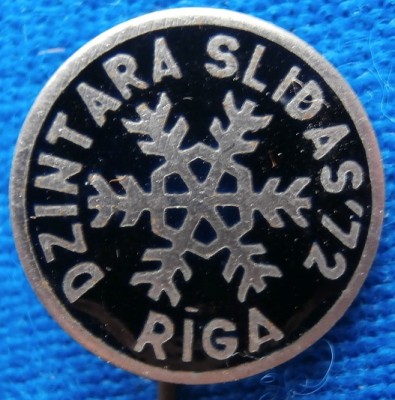 DZINTARA SLIDAS '72
RĪGA